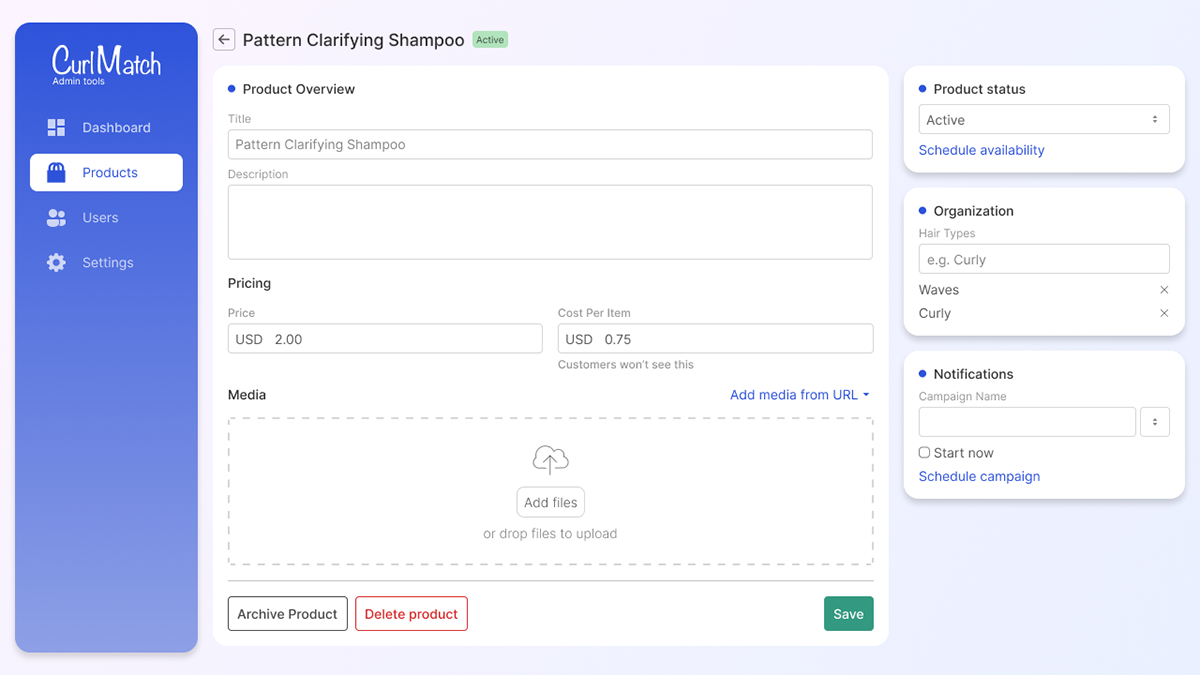 CurlMatch
Admin tools
Dashboard
Products
Users
Settings
Pattern Clarifying Shampoo Active
Product Overview
Title
Pattern Clarifying Shampoo
Description
Pricing
Price Cost Per Item
USD 2.00 USD 0.75
Customers won't see this
Media Add media from URL
Add files
or drop files to upload
Archive Product Delete product Save
Product status
Active
Schedule availability
Organization
Hair Types
e.g. Curly
Waves
Curly
Notifications
Campaign Name
Start now
Schedule campaign